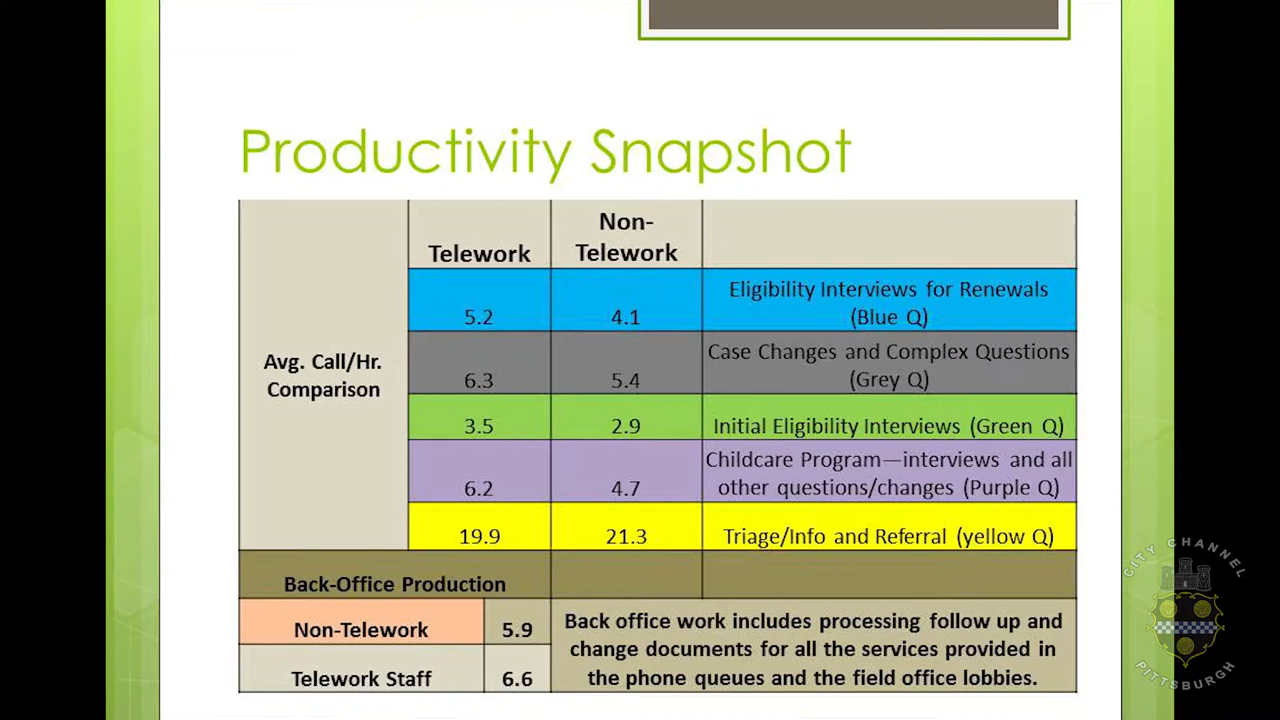 Productivity Snapshot
Telework
Non-
Telework
Avg. Call/Hr.
Comparison
5.2
4.1
Eligibility Interviews for Renewals
(Blue Q)
6.3
5.4
Case Changes and Complex Questions
(Grey Q)
3.5
2.9
Initial Eligibility Interviews (Green Q)
6.2
4.7
Childcare Program—interviews and all
other questions/changes (Purple Q)
19.9
21.3
Triage/Info and Referral (yellow Q)
Back-Office Production
Non-Telework
5.9
Telework Staff
6.6
Back office work includes processing follow up and
change documents for all the services provided in
the phone queues and the field office lobbies.
CITY CHANNEL
PITTSBURGH